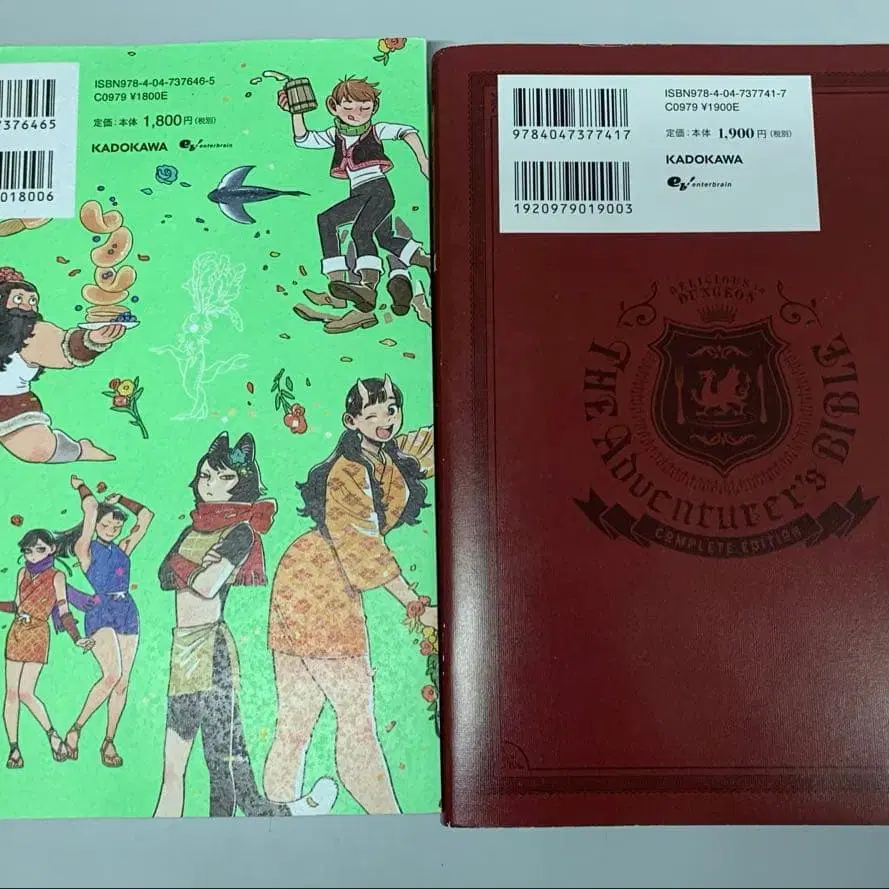 7376465
018006
ISBN978-4-04-737646-5
C0979 ¥1800E
定価：本体 1,800円（税別）
KADOKAWA eb! enterbrain
9784047377417
1920979019003
ISBN978-4-04-737741-7
C0979 ¥1900E
定価：本体 1,900円（税別）
KADOKAWA
eb! enterbrain
DELICIOUS IN
DUNGEON
THE ADVENTURER'S BIBLE
COMPLETE EDITION